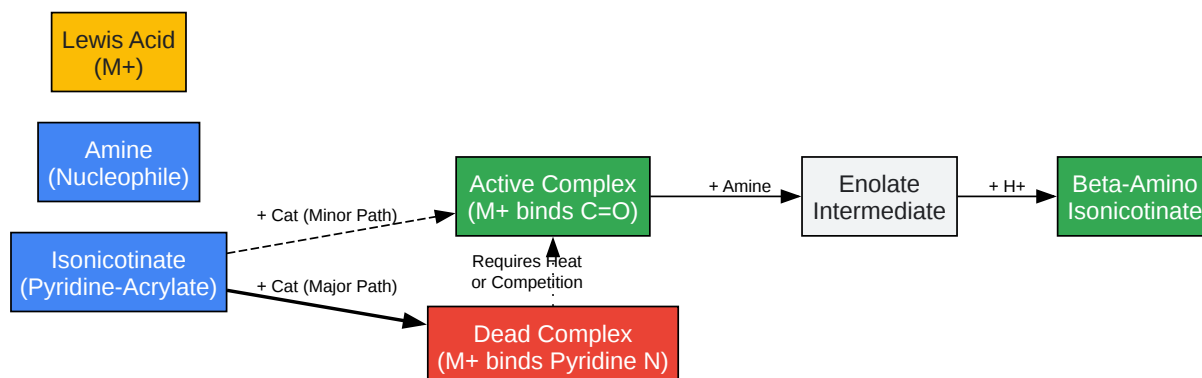 Lewis Acid
(M+)
Amine
(Nucleophile)
Isonicotinate
(Pyridine-Acrylate)
+ Cat (Minor Path)
+ Cat (Major Path)
Active Complex
(M+ binds C=O)
Requires Heat
or Competition
Dead Complex
(M+ binds Pyridine N)
+ Amine
Enolate
Intermediate
+ H+
Beta-Amino
Isonicotinate